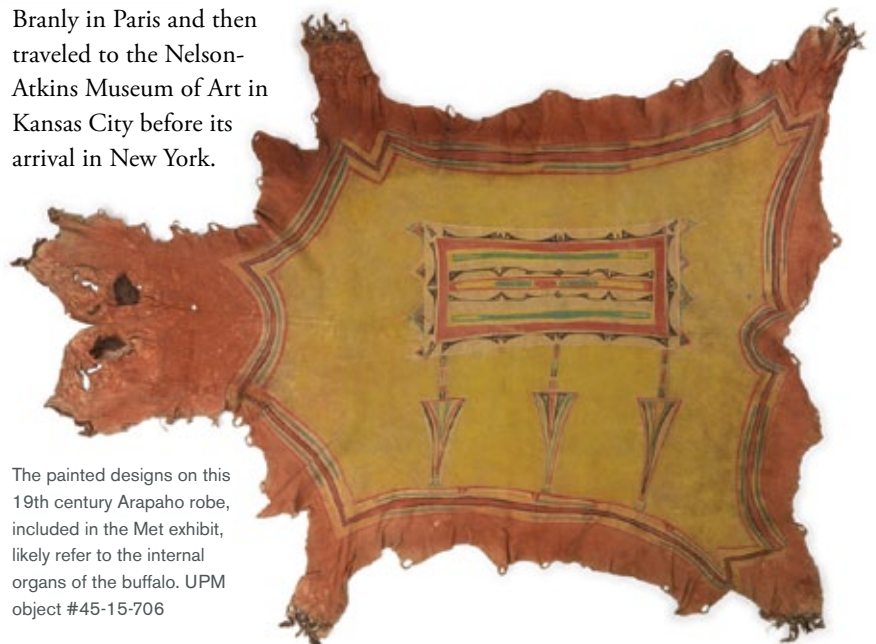 Branly in Paris and then
traveled to the Nelson-
Atkins Museum of Art in
Kansas City before its
arrival in New York.
The painted designs on this
19th century Arapaho robe,
included in the Met exhibit,
likely refer to the internal
organs of the buffalo. UPM
object #45-15-706